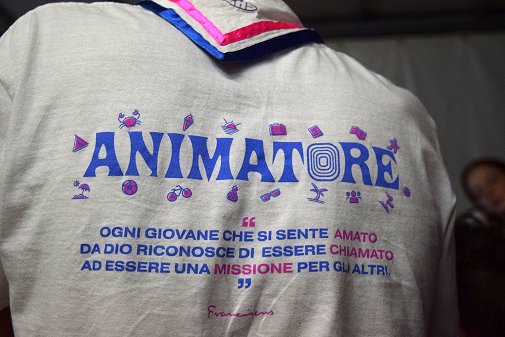 ANIMATORE
“
OGNI GIOVANE CHE SI SENTE AMATO
DA DIO RICONOSCE DI ESSERE CHIAMATO
AD ESSERE UNA MISSIONE PER GLI ALTRI.
”
Franciscus